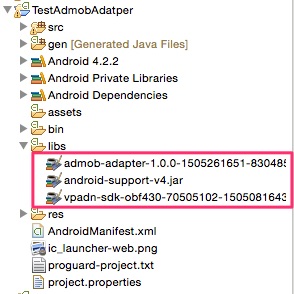 TestAdmobAdatper
src
gen [Generated Java Files]
Android 4.2.2
Android Private Libraries
Android Dependencies
assets
bin
libs
admob-adapter-1.0.0-1505261651-830485
android-support-v4.jar
vpadn-sdk-obf430-70505102-1505081643
res
AndroidManifest.xml
ic_launcher-web.png
proguard-project.txt
project.properties